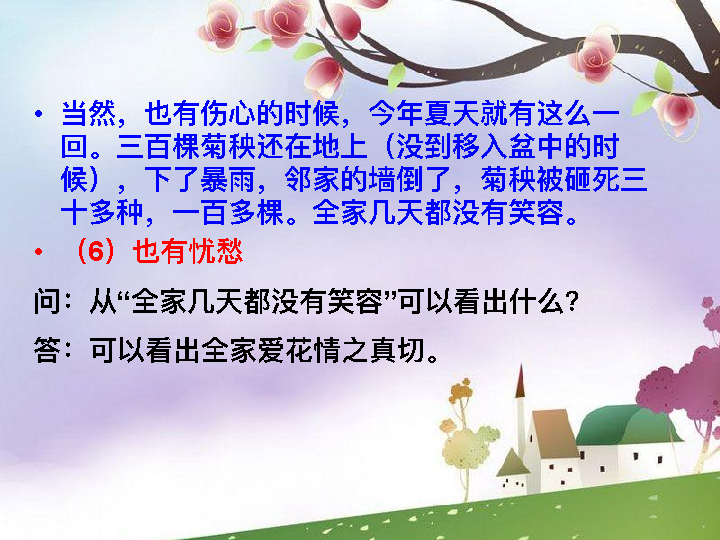 • 当然，也有伤心的时候，今年夏天就有这么一
回。三百棵菊秧还在地上（没到移入盆中的时
候），下了暴雨，邻家的墙倒了，菊秧被砸死三
十多种，一百多棵。全家几天都没有笑容。
• （6）也有忧愁
问：从“全家几天都没有笑容”可以看出什么？
答：可以看出全家爱花情之真切。